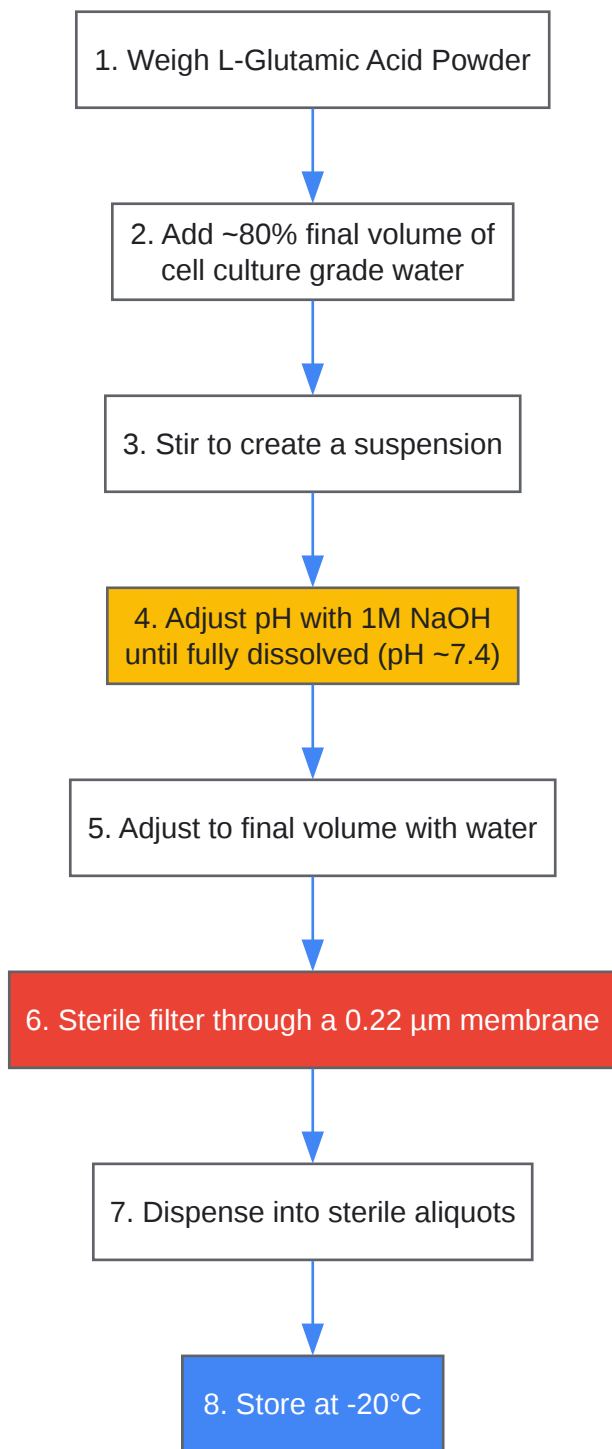 1. Weigh L-Glutamic Acid Powder
2. Add ~80% final volume of
cell culture grade water
3. Stir to create a suspension
4. Adjust pH with 1M NaOH
until fully dissolved (pH ~7.4)
5. Adjust to final volume with water
6. Sterile filter through a 0.22 µm membrane
7. Dispense into sterile aliquots
8. Store at -20°C